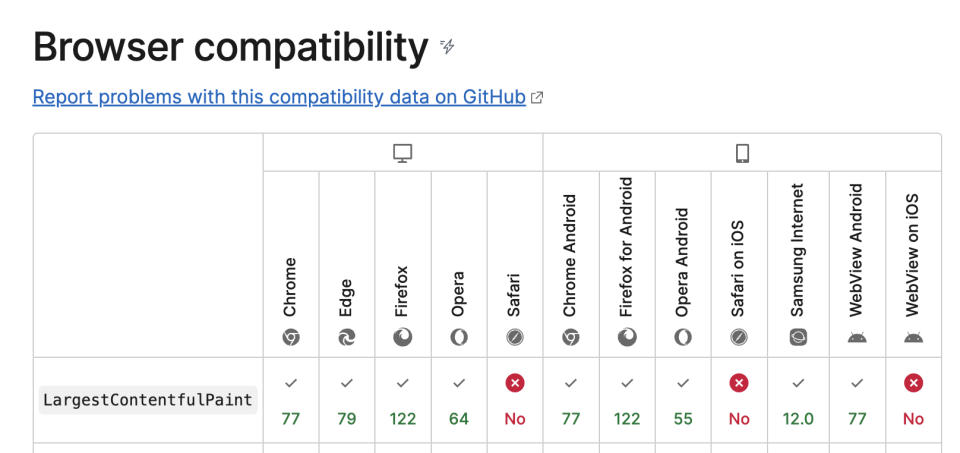 Browser compatibility
Report problems with this compatibility data on GitHub
Chrome
Edge
Firefox
Opera
Safari
Chrome Android
Firefox for Android
Opera Android
Safari on iOS
Samsung Internet
WebView Android
WebView on iOS
LargestContentfulPaint
77 79 122 64 No 77 122 55 No 12.0 77 No